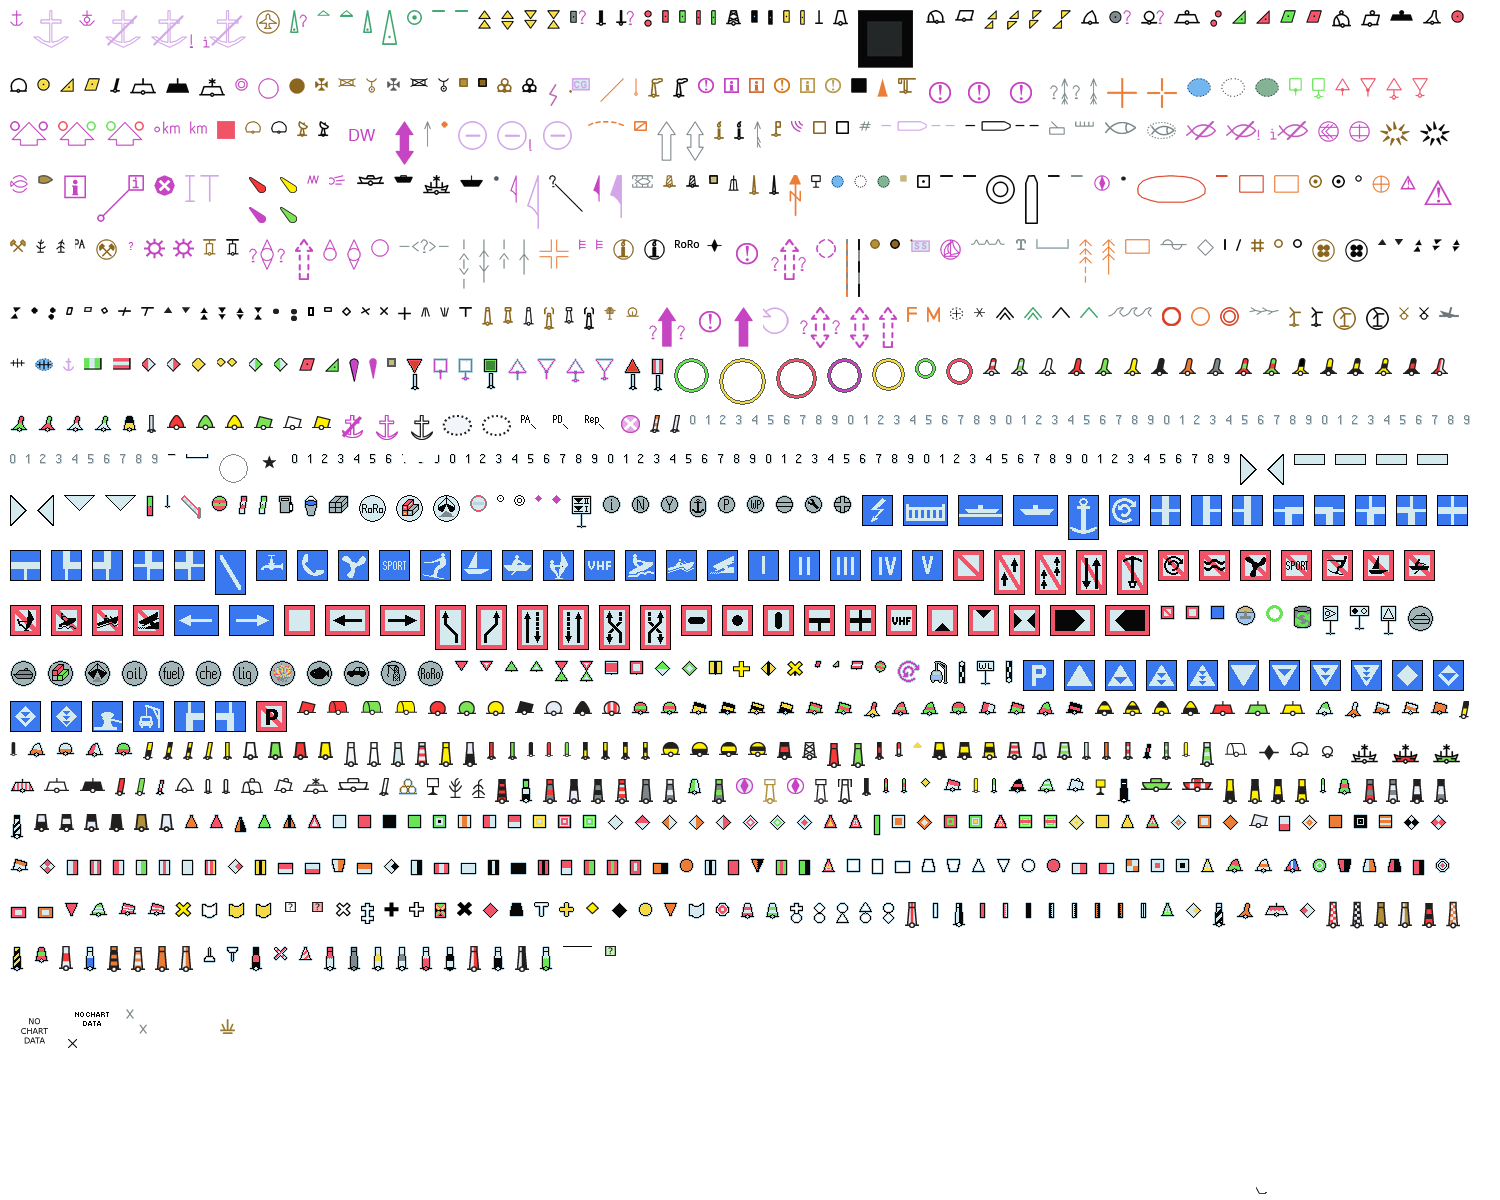 ? ? ?
? ?
CG ! i i ! i ! ! ! ! ? ?
km km DW #
i i
? ?
? PA ? ? ? <?> i i RoRo ! ? ? SS T
? ? ! ? ? F M
PA PD Rep 0 1 2 3 4 5 6 7 8 9 0 1 2 3 4 5 6 7 8 9 0 1 2 3 4 5 6 7 8 9 0 1 2 3 4 5 6 7 8 9 0 1 2 3 4 5 6 7 8 9
0 1 2 3 4 5 6 7 8 9 0 1 2 3 4 5 6 0 1 2 3 4 5 6 7 8 9 0 1 2 3 4 5 6 7 8 9 0 1 2 3 4 5 6 7 8 9 0 1 2 3 4 5 6 7 8 9 0 1 2 3 4 5 6 7 8 9
RoRo i N Y P WP
SPORT VHF I II III IV V SPORT
VHF
oil fuel che liq RoRo WL P
P
? ?
?
NO CHART DATA
NO CHART DATA